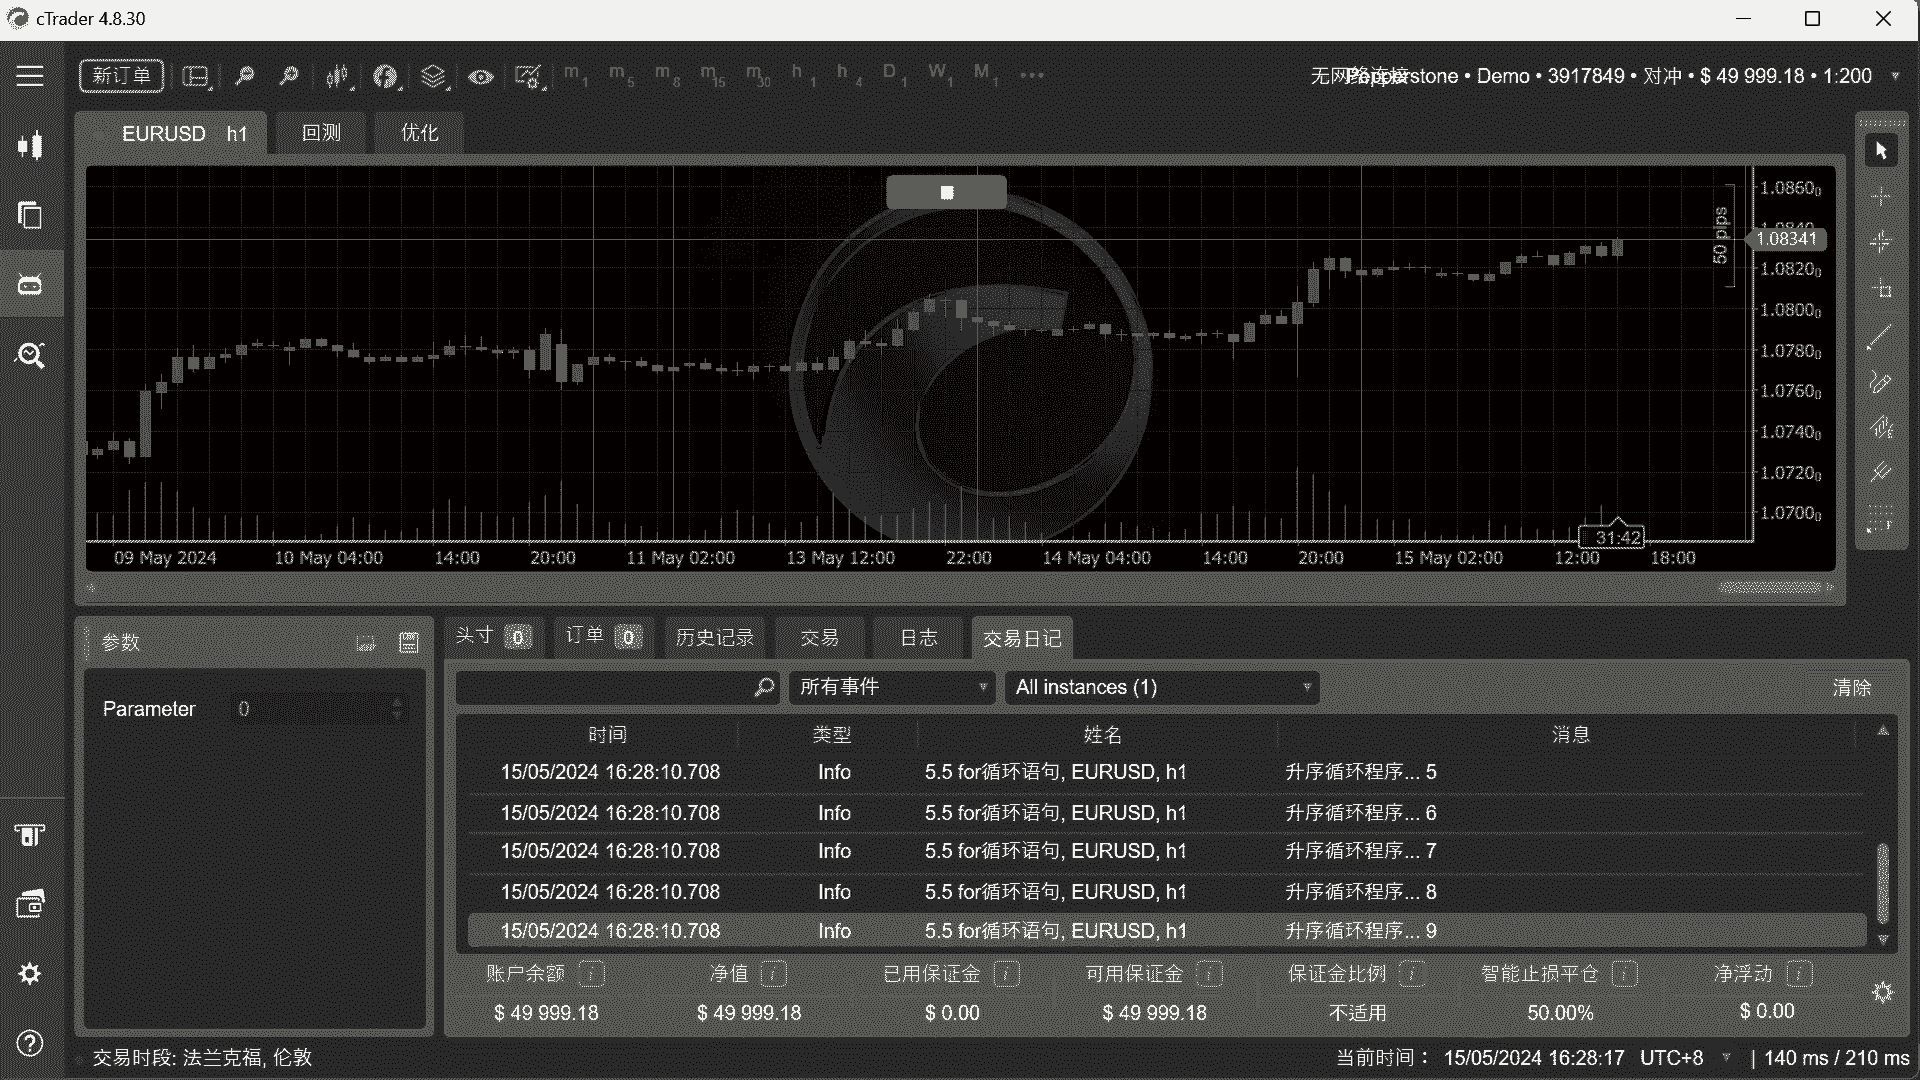 cTrader 4.8.30
新订单
m1 m5 m8 m15 m30 h1 h4 D1 W1 M1
无网络连接 Pepperstone • Demo • 3917849 • 对冲 • $ 49 999.18 • 1:200
EURUSD h1 回测 优化
1.08600
50 pips
1.08400
1.08341
1.08200
1.08000
1.07800
1.07600
1.07400
1.07200
1.07000
31:42
09 May 2024 10 May 04:00 14:00 20:00 11 May 02:00 13 May 12:00 22:00 14 May 04:00 14:00 20:00 15 May 02:00 12:00 18:00
参数
Parameter 0
头寸 0 订单 0 历史记录 交易 日志 交易日记
所有事件 All instances (1) 清除
时间 类型 姓名 消息
15/05/2024 16:28:10.708 Info 5.5 for循环语句, EURUSD, h1 升序循环程序... 5
15/05/2024 16:28:10.708 Info 5.5 for循环语句, EURUSD, h1 升序循环程序... 6
15/05/2024 16:28:10.708 Info 5.5 for循环语句, EURUSD, h1 升序循环程序... 7
15/05/2024 16:28:10.708 Info 5.5 for循环语句, EURUSD, h1 升序循环程序... 8
15/05/2024 16:28:10.708 Info 5.5 for循环语句, EURUSD, h1 升序循环程序... 9
账户余额 净值 已用保证金 可用保证金 保证金比例 智能止损平仓 净浮动
$ 49 999.18 $ 49 999.18 $ 0.00 $ 49 999.18 不适用 50.00% $ 0.00
交易时段: 法兰克福, 伦敦
当前时间： 15/05/2024 16:28:17 UTC+8 | 140 ms / 210 ms